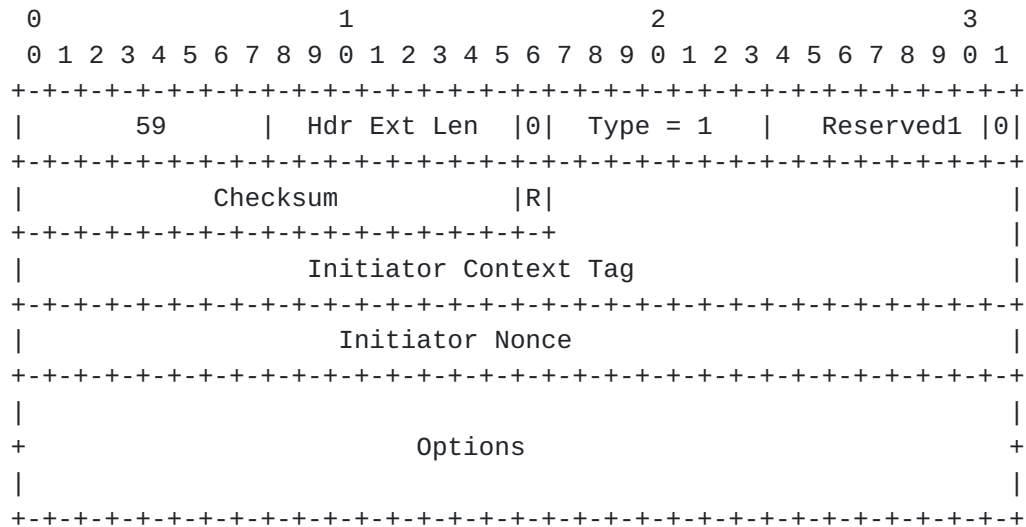 0                   1                   2                   3
 0 1 2 3 4 5 6 7 8 9 0 1 2 3 4 5 6 7 8 9 0 1 2 3 4 5 6 7 8 9 0 1
+-+-+-+-+-+-+-+-+-+-+-+-+-+-+-+-+-+-+-+-+-+-+-+-+-+-+-+-+-+-+-+-+
|       59      |  Hdr Ext Len  |0|  Type = 1   |   Reserved1 |0|
+-+-+-+-+-+-+-+-+-+-+-+-+-+-+-+-+-+-+-+-+-+-+-+-+-+-+-+-+-+-+-+-+
|            Checksum           |R|                             |
+-+-+-+-+-+-+-+-+-+-+-+-+-+-+-+-+-+                             |
|                  Initiator Context Tag                        |
+-+-+-+-+-+-+-+-+-+-+-+-+-+-+-+-+-+-+-+-+-+-+-+-+-+-+-+-+-+-+-+-+
|                    Initiator Nonce                            |
+-+-+-+-+-+-+-+-+-+-+-+-+-+-+-+-+-+-+-+-+-+-+-+-+-+-+-+-+-+-+-+-+
|                                                               |
+                         Options                               +
|                                                               |
+-+-+-+-+-+-+-+-+-+-+-+-+-+-+-+-+-+-+-+-+-+-+-+-+-+-+-+-+-+-+-+-+